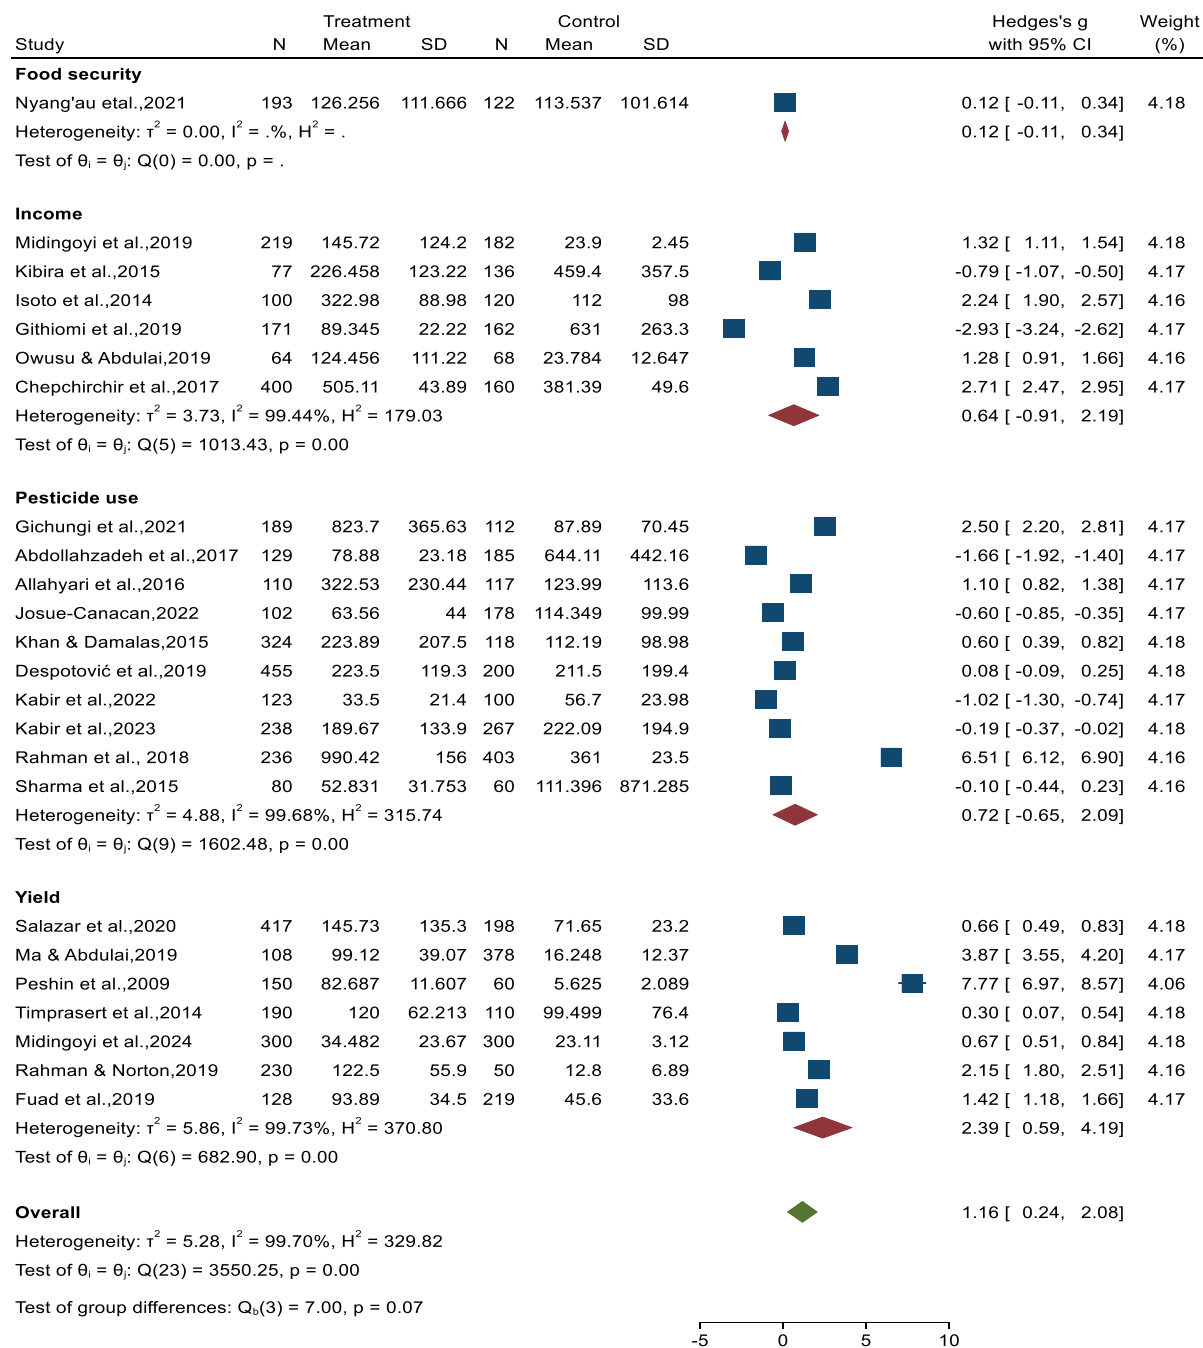 Treatment Control Hedges's g Weight
Study N Mean SD N Mean SD with 95% CI (%)
Food security
Nyang'au etal.,2021 193 126.256 111.666 122 113.537 101.614 0.12 [ -0.11, 0.34] 4.18
Heterogeneity: τ² = 0.00, I² = .%, H² = . 0.12 [ -0.11, 0.34]
Test of θᵢ = θⱼ: Q(0) = 0.00, p = .
Income
Midingoyi et al.,2019 219 145.72 124.2 182 23.9 2.45 1.32 [ 1.11, 1.54] 4.18
Kibira et al.,2015 77 226.458 123.22 136 459.4 357.5 -0.79 [ -1.07, -0.50] 4.17
Isoto et al.,2014 100 322.98 88.98 120 112 98 2.24 [ 1.90, 2.57] 4.16
Githiomi et al.,2019 171 89.345 22.22 162 631 263.3 -2.93 [ -3.24, -2.62] 4.17
Owusu & Abdulai,2019 64 124.456 111.22 68 23.784 12.647 1.28 [ 0.91, 1.66] 4.16
Chepchirchir et al.,2017 400 505.11 43.89 160 381.39 49.6 2.71 [ 2.47, 2.95] 4.17
Heterogeneity: τ² = 3.73, I² = 99.44%, H² = 179.03 0.64 [ -0.91, 2.19]
Test of θᵢ = θⱼ: Q(5) = 1013.43, p = 0.00
Pesticide use
Gichungi et al.,2021 189 823.7 365.63 112 87.89 70.45 2.50 [ 2.20, 2.81] 4.17
Abdollahzadeh et al.,2017 129 78.88 23.18 185 644.11 442.16 -1.66 [ -1.92, -1.40] 4.17
Allahyari et al.,2016 110 322.53 230.44 117 123.99 113.6 1.10 [ 0.82, 1.38] 4.17
Josue-Canacan,2022 102 63.56 44 178 114.349 99.99 -0.60 [ -0.85, -0.35] 4.17
Khan & Damalas,2015 324 223.89 207.5 118 112.19 98.98 0.60 [ 0.39, 0.82] 4.18
Despotović et al.,2019 455 223.5 119.3 200 211.5 199.4 0.08 [ -0.09, 0.25] 4.18
Kabir et al.,2022 123 33.5 21.4 100 56.7 23.98 -1.02 [ -1.30, -0.74] 4.17
Kabir et al.,2023 238 189.67 133.9 267 222.09 194.9 -0.19 [ -0.37, -0.02] 4.18
Rahman et al., 2018 236 990.42 156 403 361 23.5 6.51 [ 6.12, 6.90] 4.16
Sharma et al.,2015 80 52.831 31.753 60 111.396 871.285 -0.10 [ -0.44, 0.23] 4.16
Heterogeneity: τ² = 4.88, I² = 99.68%, H² = 315.74 0.72 [ -0.65, 2.09]
Test of θᵢ = θⱼ: Q(9) = 1602.48, p = 0.00
Yield
Salazar et al.,2020 417 145.73 135.3 198 71.65 23.2 0.66 [ 0.49, 0.83] 4.18
Ma & Abdulai,2019 108 99.12 39.07 378 16.248 12.37 3.87 [ 3.55, 4.20] 4.17
Peshin et al.,2009 150 82.687 11.607 60 5.625 2.089 7.77 [ 6.97, 8.57] 4.06
Timprasert et al.,2014 190 120 62.213 110 99.499 76.4 0.30 [ 0.07, 0.54] 4.18
Midingoyi et al.,2024 300 34.482 23.67 300 23.11 3.12 0.67 [ 0.51, 0.84] 4.18
Rahman & Norton,2019 230 122.5 55.9 50 12.8 6.89 2.15 [ 1.80, 2.51] 4.16
Fuad et al.,2019 128 93.89 34.5 219 45.6 33.6 1.42 [ 1.18, 1.66] 4.17
Heterogeneity: τ² = 5.86, I² = 99.73%, H² = 370.80 2.39 [ 0.59, 4.19]
Test of θᵢ = θⱼ: Q(6) = 682.90, p = 0.00
Overall 1.16 [ 0.24, 2.08]
Heterogeneity: τ² = 5.28, I² = 99.70%, H² = 329.82
Test of θᵢ = θⱼ: Q(23) = 3550.25, p = 0.00
Test of group differences: Q_b(3) = 7.00, p = 0.07
-5 0 5 10